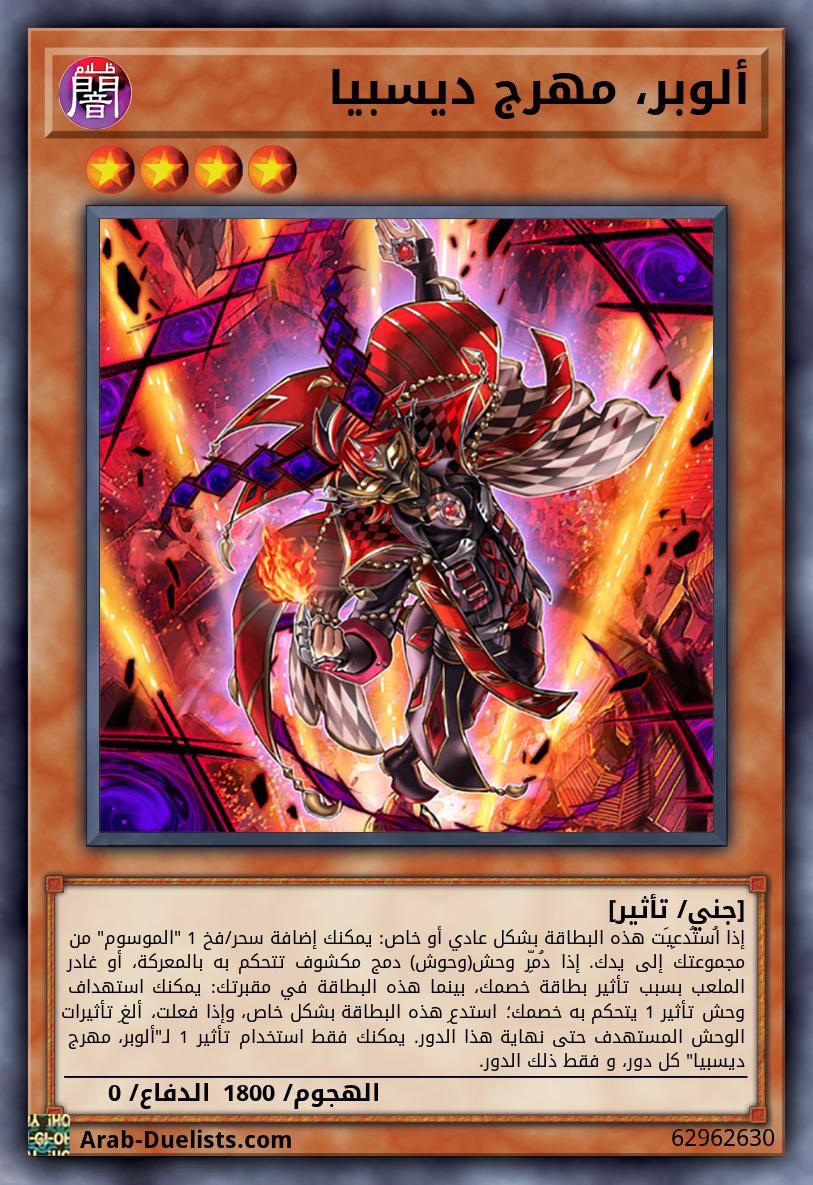 ألوبر، مهرج ديسبيا
ظلام
闇
[جني/ تأثير]
إذا اُستُدعيَت هذه البطاقة بشكل عادي أو خاص: يمكنك إضافة سحر/فخ 1 "الموسوم" من
مجموعتك إلى يدك. إذا دُمِّر وحش(وحوش) دمج مكشوف تتحكم به بالمعركة، أو غادر
الملعب بسبب تأثير بطاقة خصمك، بينما هذه البطاقة في مقبرتك: يمكنك استهداف
وحش تأثير 1 يتحكم به خصمك؛ استدعِ هذه البطاقة بشكل خاص، وإذا فعلت، ألغِ تأثيرات
الوحش المستهدف حتى نهاية هذا الدور. يمكنك فقط استخدام تأثير 1 لـ"ألوبر، مهرج
ديسبيا" كل دور، و فقط ذلك الدور.
الهجوم/ 1800 الدفاع/ 0
Arab-Duelists.com
62962630